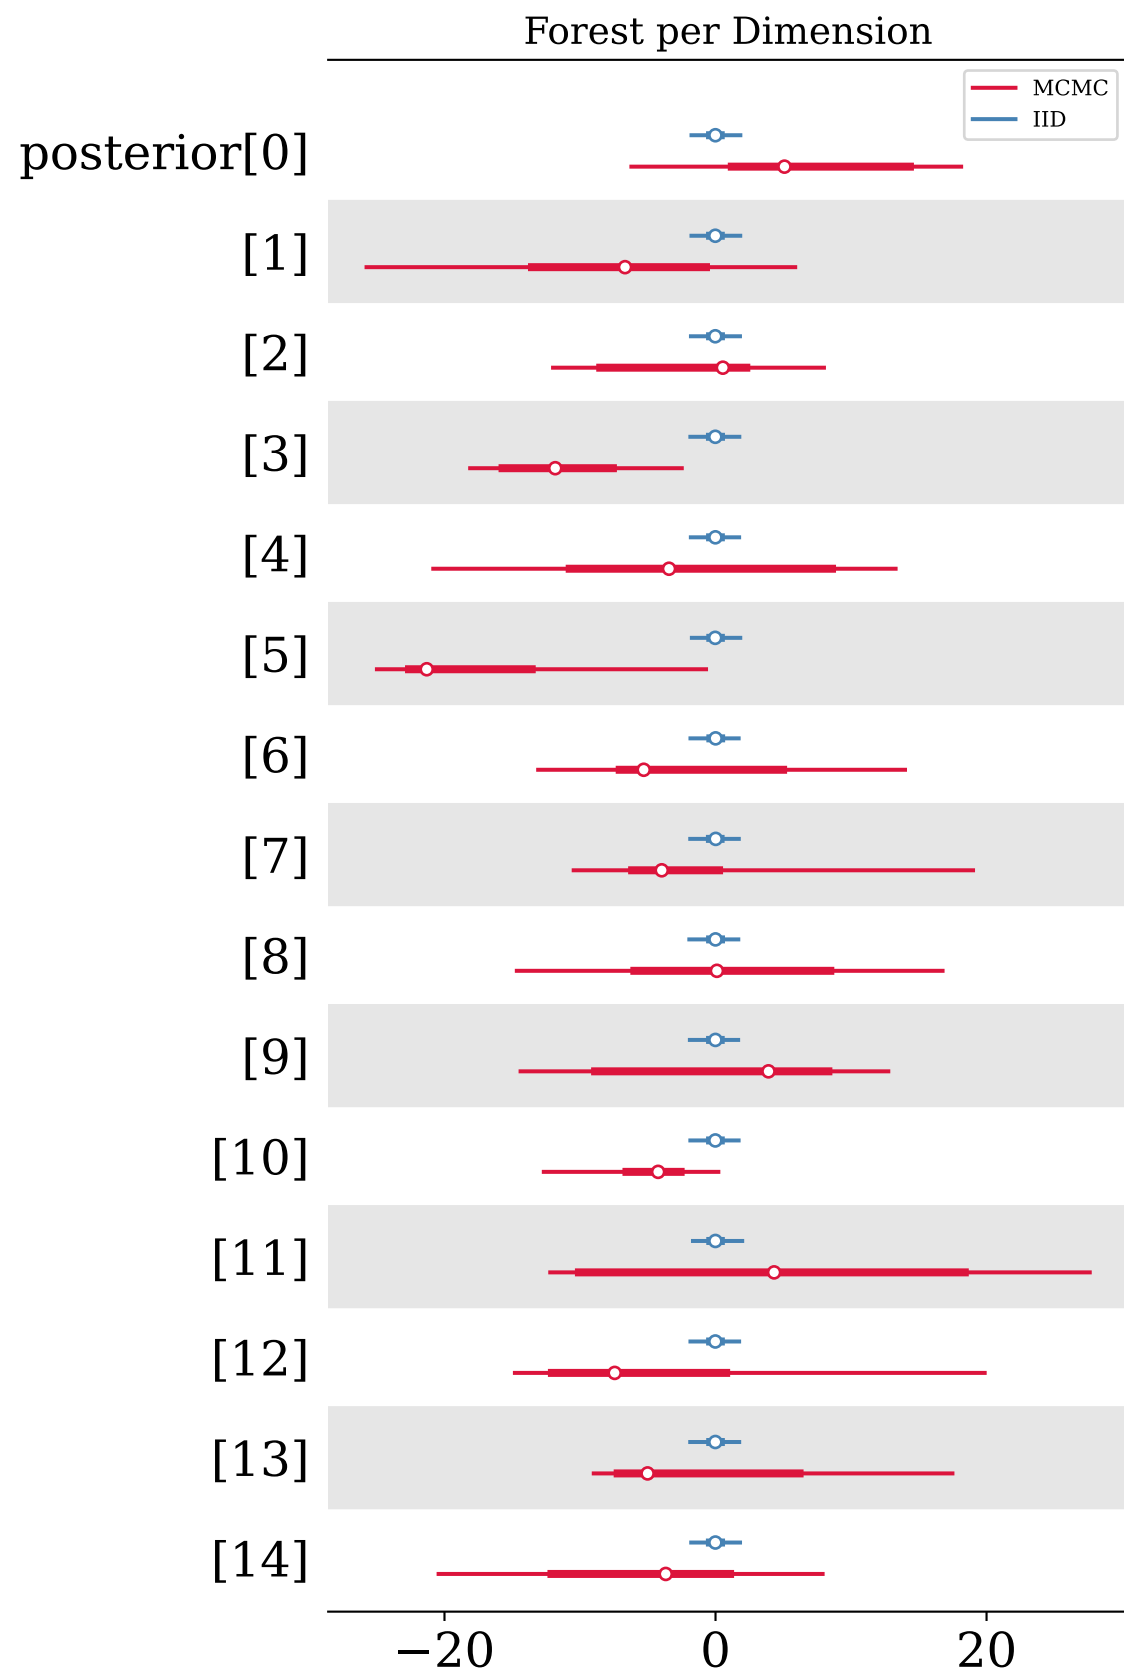 Forest per Dimension
MCMC
IID
posterior[0]
[1]
[2]
[3]
[4]
[5]
[6]
[7]
[8]
[9]
[10]
[11]
[12]
[13]
[14]
−20 0 20